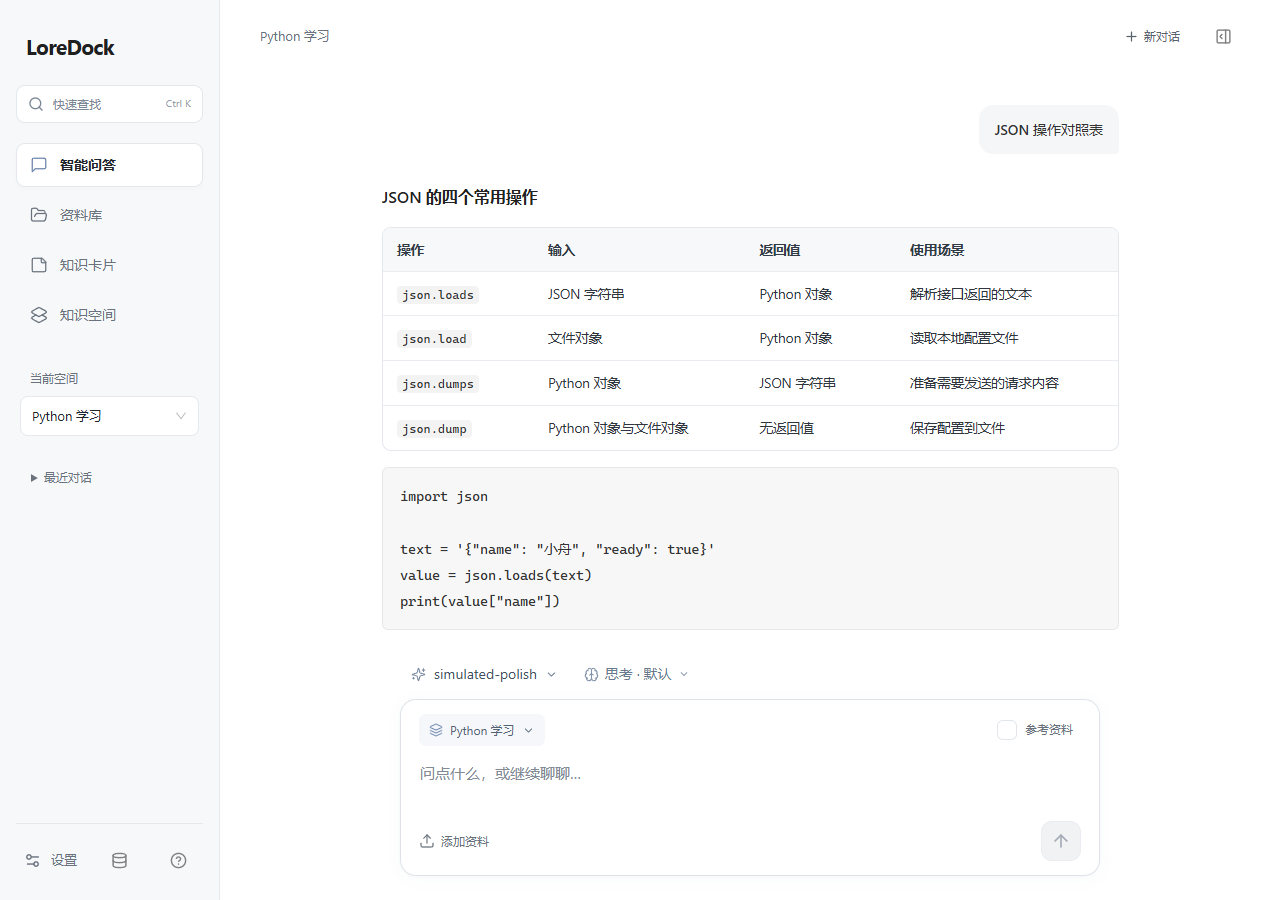 LoreDock
快速查找 Ctrl K
智能问答
资料库
知识卡片
知识空间
当前空间
Python 学习
最近对话
设置
Python 学习
新对话
JSON 操作对照表
JSON 的四个常用操作
操作 输入 返回值 使用场景
json.loads JSON 字符串 Python 对象 解析接口返回的文本
json.load 文件对象 Python 对象 读取本地配置文件
json.dumps Python 对象 JSON 字符串 准备需要发送的请求内容
json.dump Python 对象与文件对象 无返回值 保存配置到文件
import json
text = '{"name": "小舟", "ready": true}'
value = json.loads(text)
print(value["name"])
simulated-polish 思考 · 默认
Python 学习 参考资料
问点什么，或继续聊聊...
添加资料